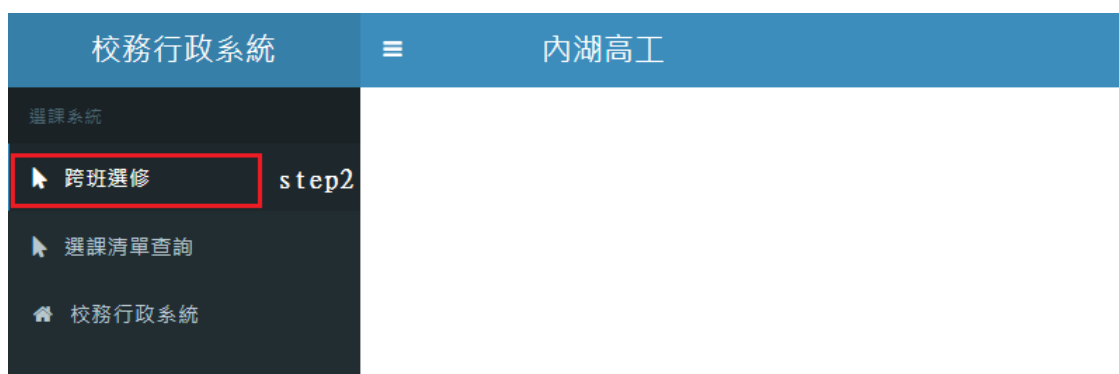 校務行政系統
內湖高工
選課系統
跨班選修 step2
選課清單查詢
校務行政系統